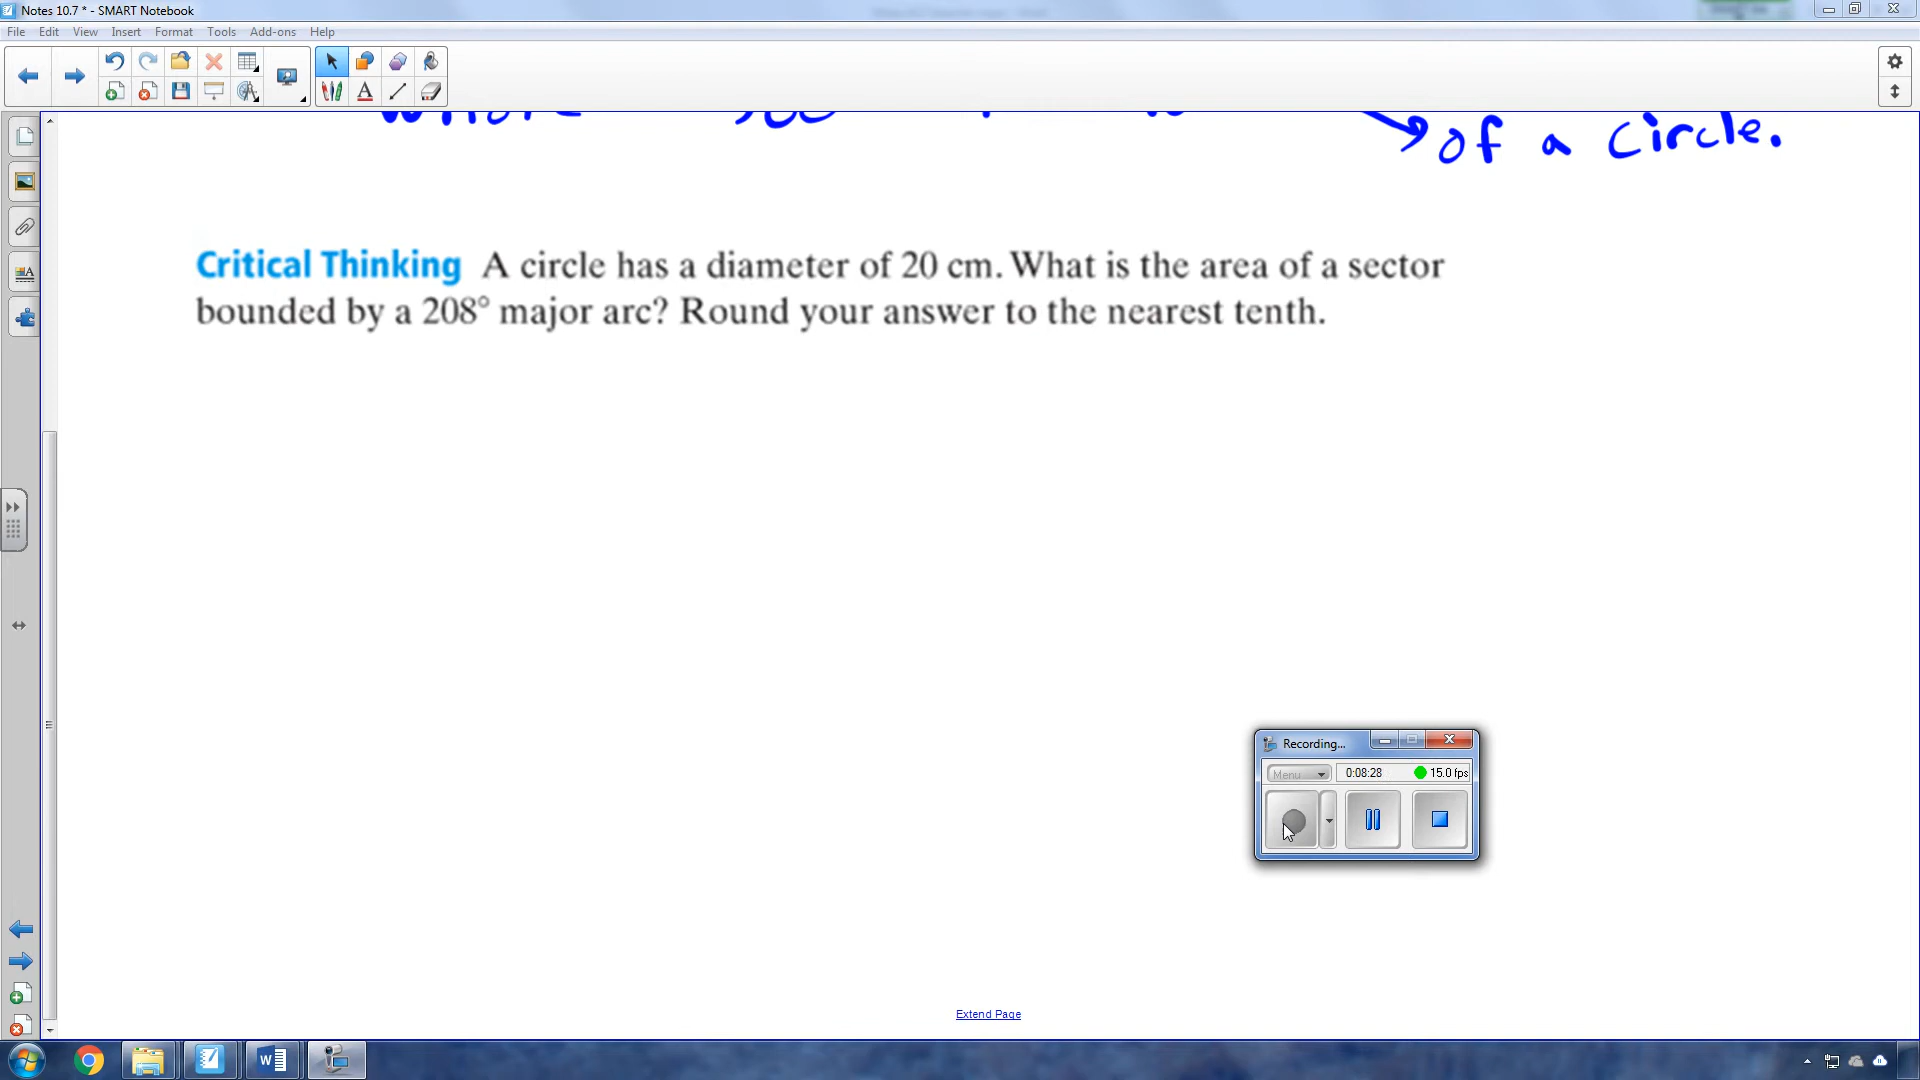 Notes 10.7 * - SMART Notebook
File Edit View Insert Format Tools Add-ons Help
of a circle.
Critical Thinking A circle has a diameter of 20 cm. What is the area of a sector
bounded by a 208° major arc? Round your answer to the nearest tenth.
Recording...
Menu 0:08:28 15.0 fps
Extend Page